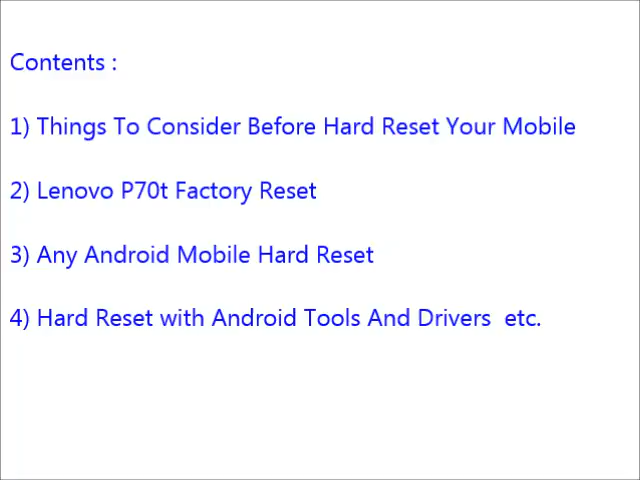 Contents :
1) Things To Consider Before Hard Reset Your Mobile
2) Lenovo P70t Factory Reset
3) Any Android Mobile Hard Reset
4) Hard Reset with Android Tools And Drivers  etc.